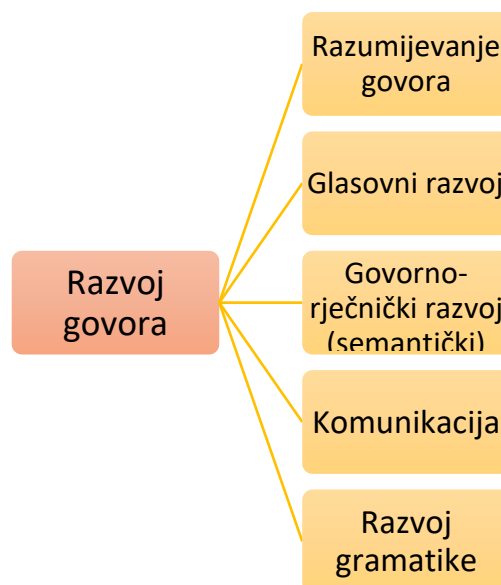 Razvoj
govora
Razumijevanje
govora
Glasovni razvoj
Govorno-
rječnički razvoj
(semantički)
Komunikacija
Razvoj
gramatike